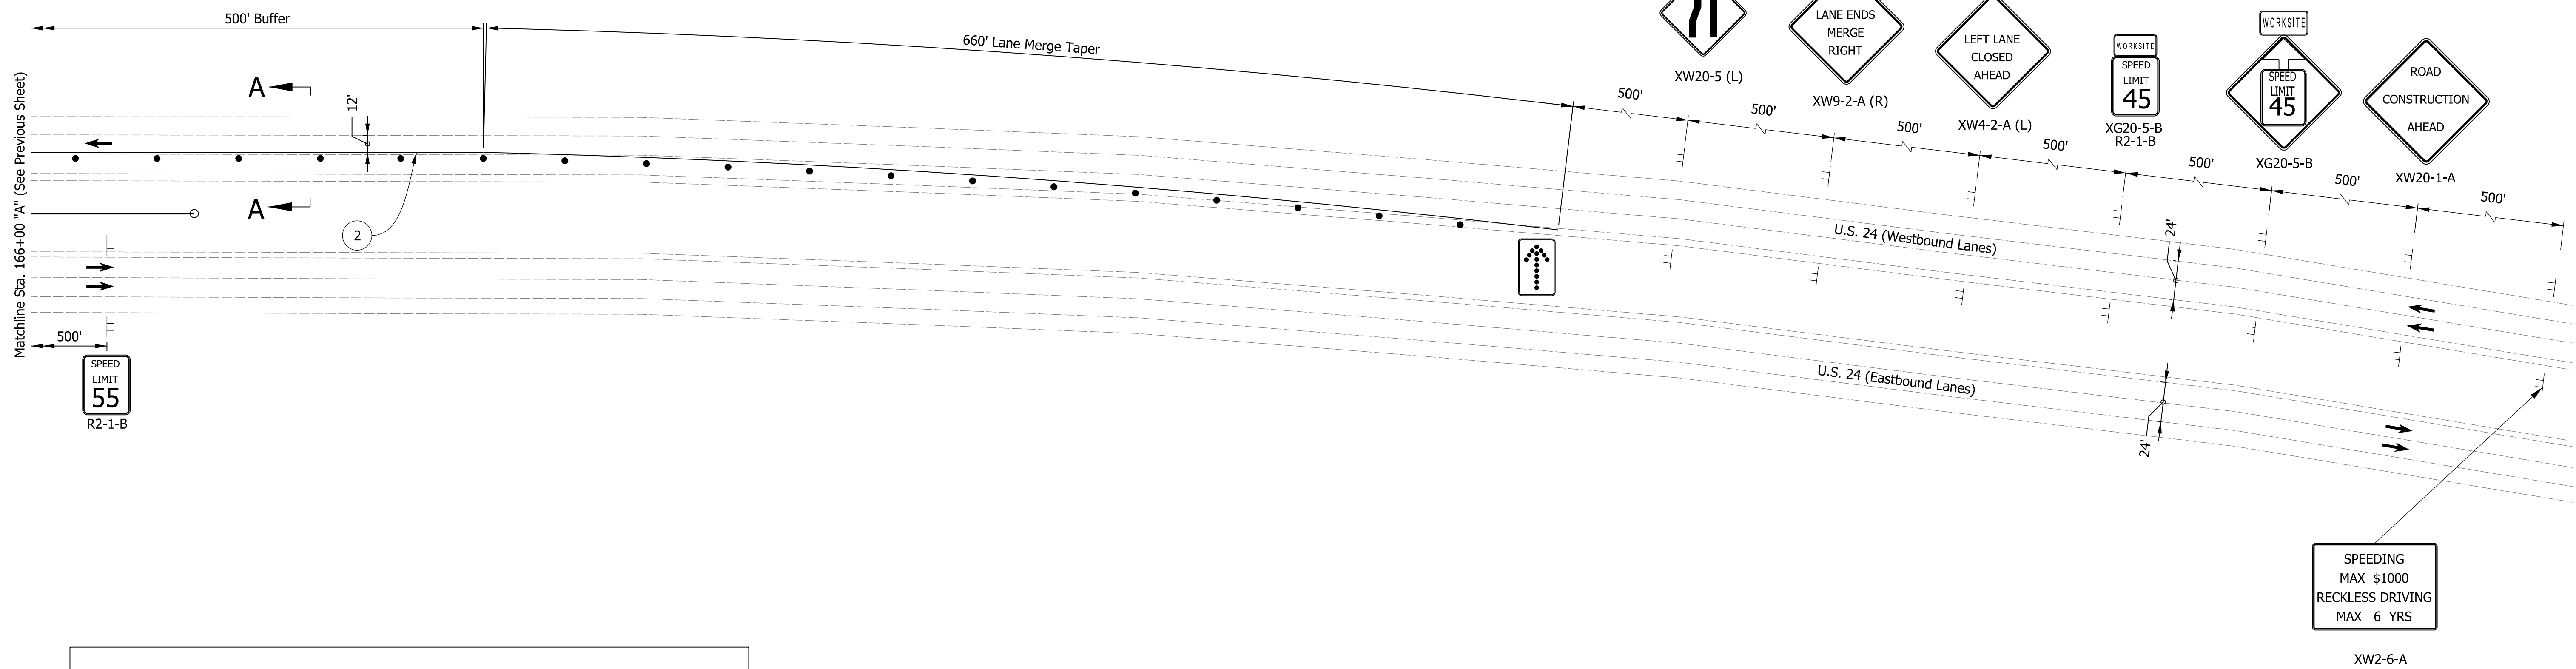 500' Buffer
660' Lane Merge Taper
Matchline Sta. 166+00 "A" (See Previous Sheet)
A
A
12'
2
500'
SPEED
LIMIT
55
R2-1-B
XW20-5 (L)
LANE ENDS
MERGE
RIGHT
XW9-2-A (R)
LEFT LANE
CLOSED
AHEAD
XW4-2-A (L)
WORKSITE
SPEED
LIMIT
45
XG20-5-B
R2-1-B
WORKSITE
SPEED
LIMIT
45
XG20-5-B
ROAD
CONSTRUCTION
AHEAD
XW20-1-A
500'
500'
500'
500'
500'
500'
500'
U.S. 24 (Westbound Lanes)
24'
U.S. 24 (Eastbound Lanes)
24'
SPEEDING
MAX $1000
RECKLESS DRIVING
MAX 6 YRS
XW2-6-A